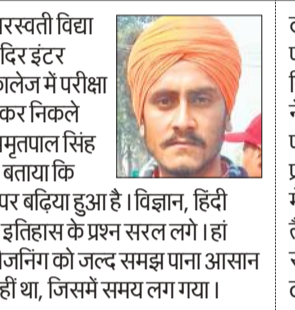 रस्वती विद्या
दिर इंटर
ालेज में परीक्षा
कर निकले
मृतपाल सिंह
बताया कि
पर बढ़िया हुआ है । विज्ञान, हिंदी
इतिहास के प्रश्न सरल लगे । हां
ीजनिंग को जल्द समझ पाना आसान
हीं था, जिसमें समय लग गया ।